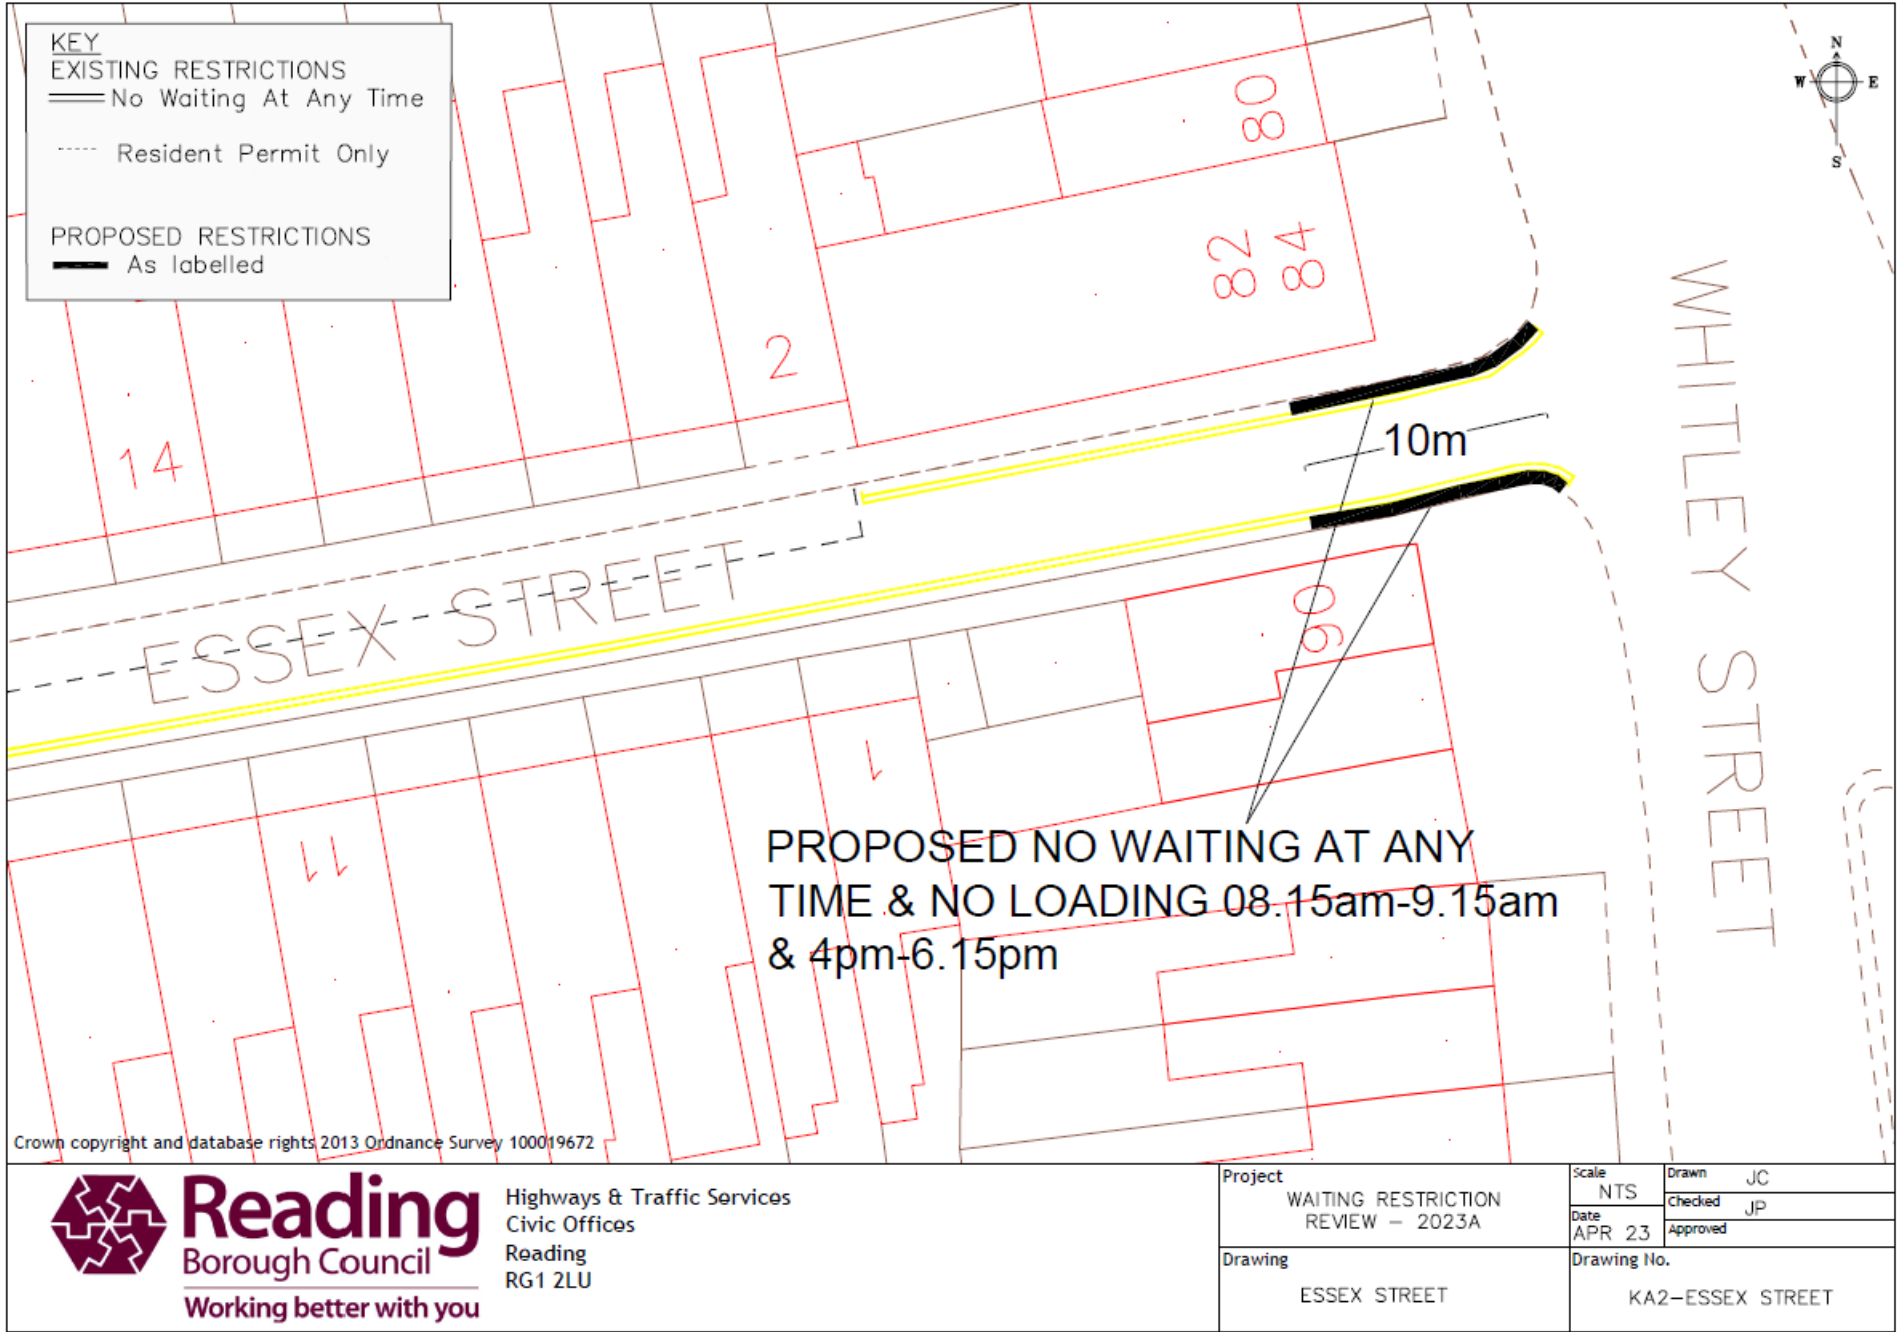 KEY
EXISTING RESTRICTIONS
No Waiting At Any Time
Resident Permit Only
PROPOSED RESTRICTIONS
As labelled
N
W E
S
80
82
84
2
14
10m
WHITLEY STREET
ESSEX STREET
90
1
11
PROPOSED NO WAITING AT ANY
TIME & NO LOADING 08.15am-9.15am
& 4pm-6.15pm
Crown copyright and database rights 2013 Ordnance Survey 100019672
Reading
Borough Council
Working better with you
Highways & Traffic Services
Civic Offices
Reading
RG1 2LU
Project
WAITING RESTRICTION
REVIEW - 2023A
Scale
NTS
Date
APR 23
Drawn JC
Checked JP
Approved
Drawing
ESSEX STREET
Drawing No.
KA2-ESSEX STREET